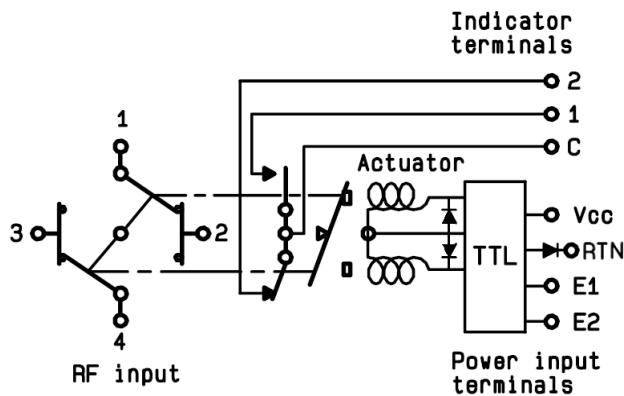 Indicator
terminals
2
1
C
1
Actuator
3
2
TTL
Vcc
RTN
E1
E2
4
RF input
Power input
terminals